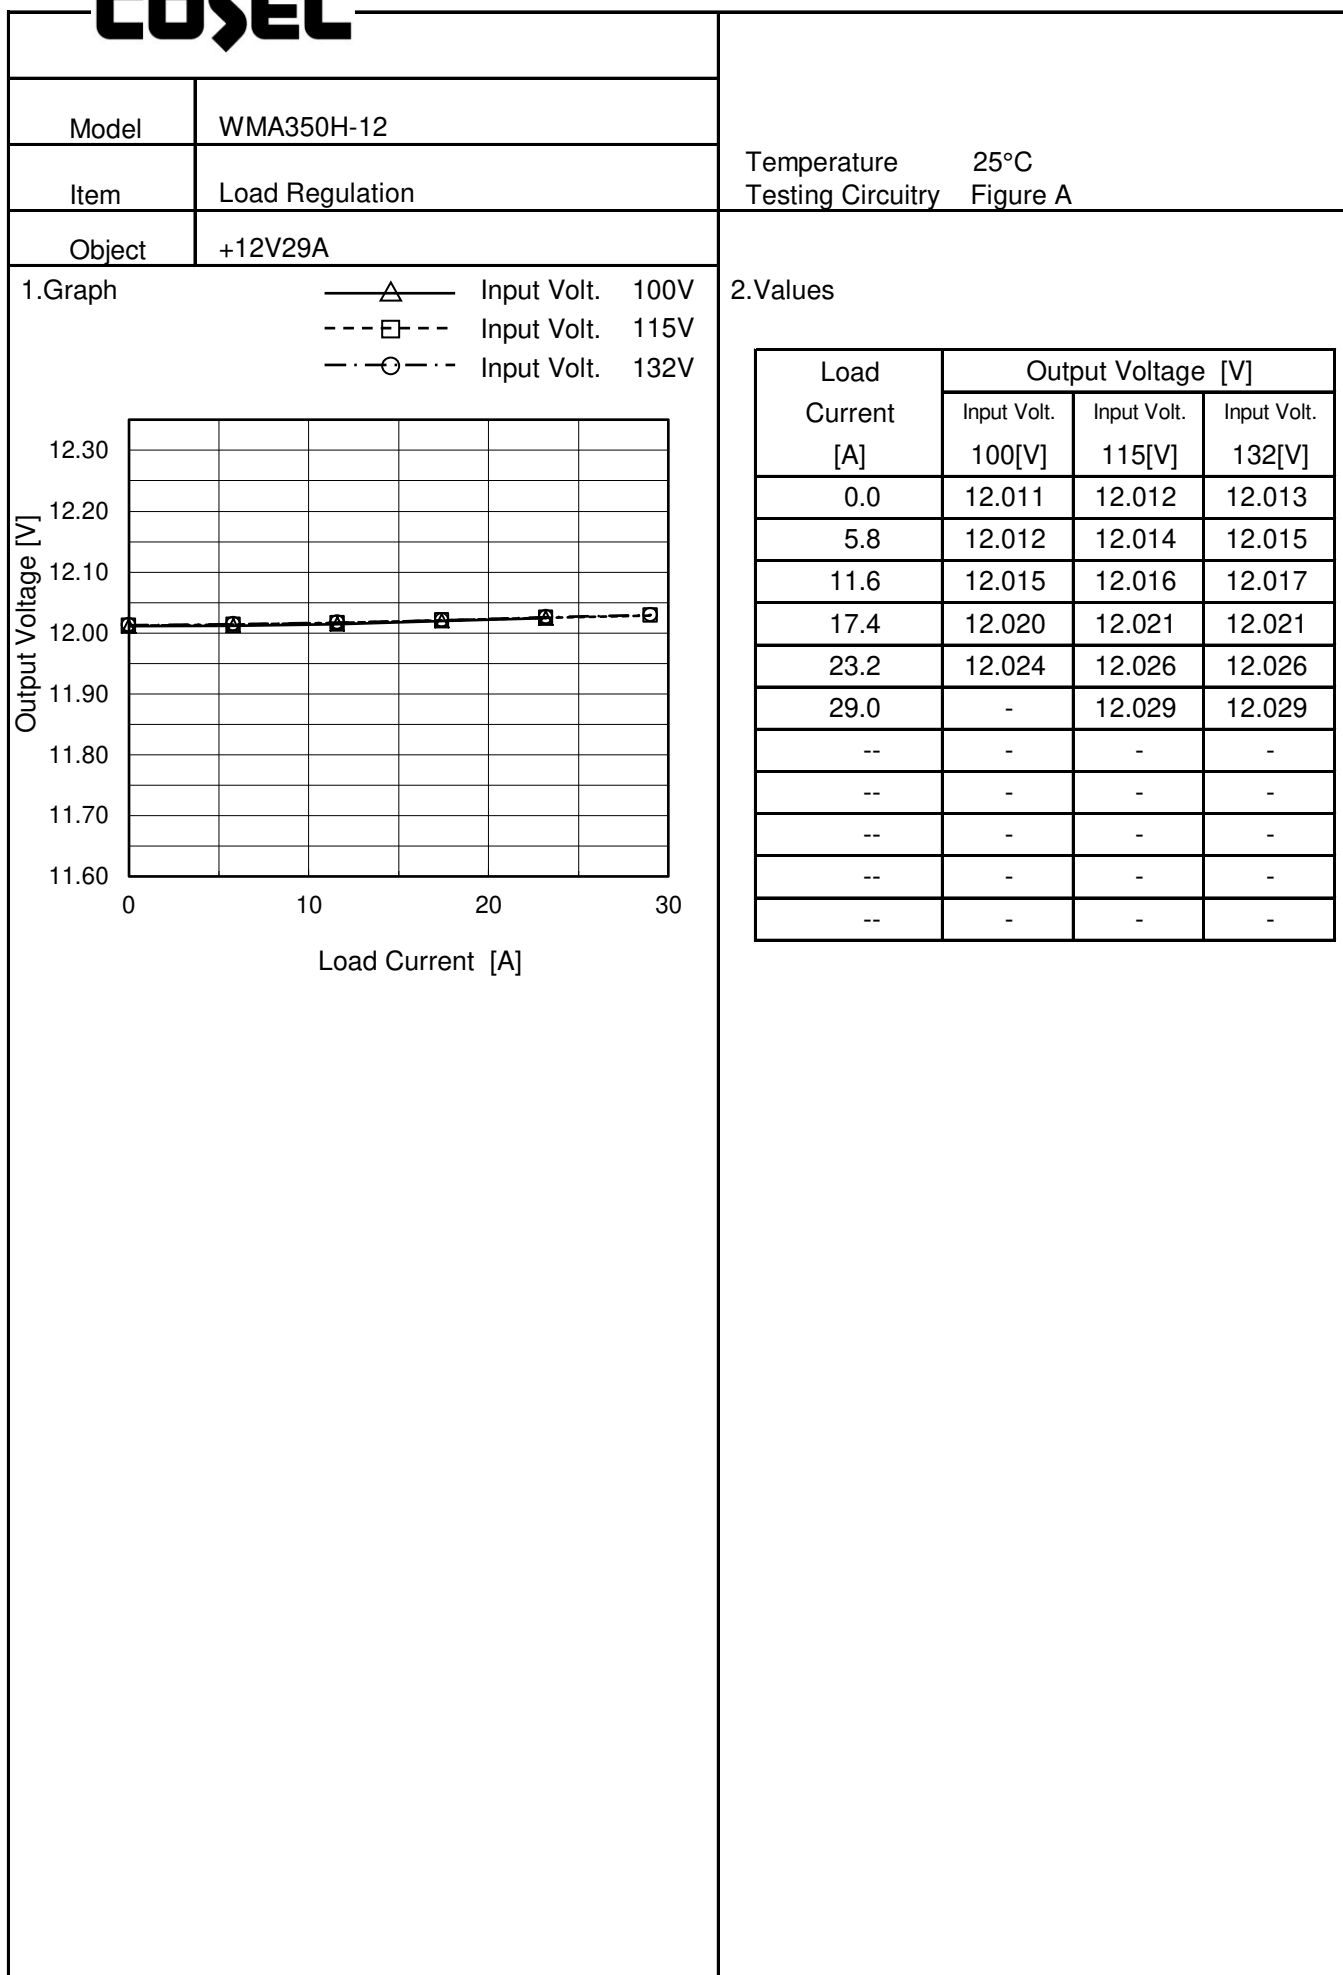 COSEL
Model WMA350H-12
Item Load Regulation
Object +12V29A
Temperature 25°C
Testing Circuitry Figure A
1.Graph
Input Volt. 100V
Input Volt. 115V
Input Volt. 132V
12.30
12.20
12.10
12.00
11.90
11.80
11.70
11.60
Output Voltage [V]
0 10 20 30
Load Current [A]
2.Values
Load Output Voltage [V]
Current Input Volt. Input Volt. Input Volt.
[A] 100[V] 115[V] 132[V]
0.0 12.011 12.012 12.013
5.8 12.012 12.014 12.015
11.6 12.015 12.016 12.017
17.4 12.020 12.021 12.021
23.2 12.024 12.026 12.026
29.0 - 12.029 12.029
-- - - -
-- - - -
-- - - -
-- - - -
-- - - -